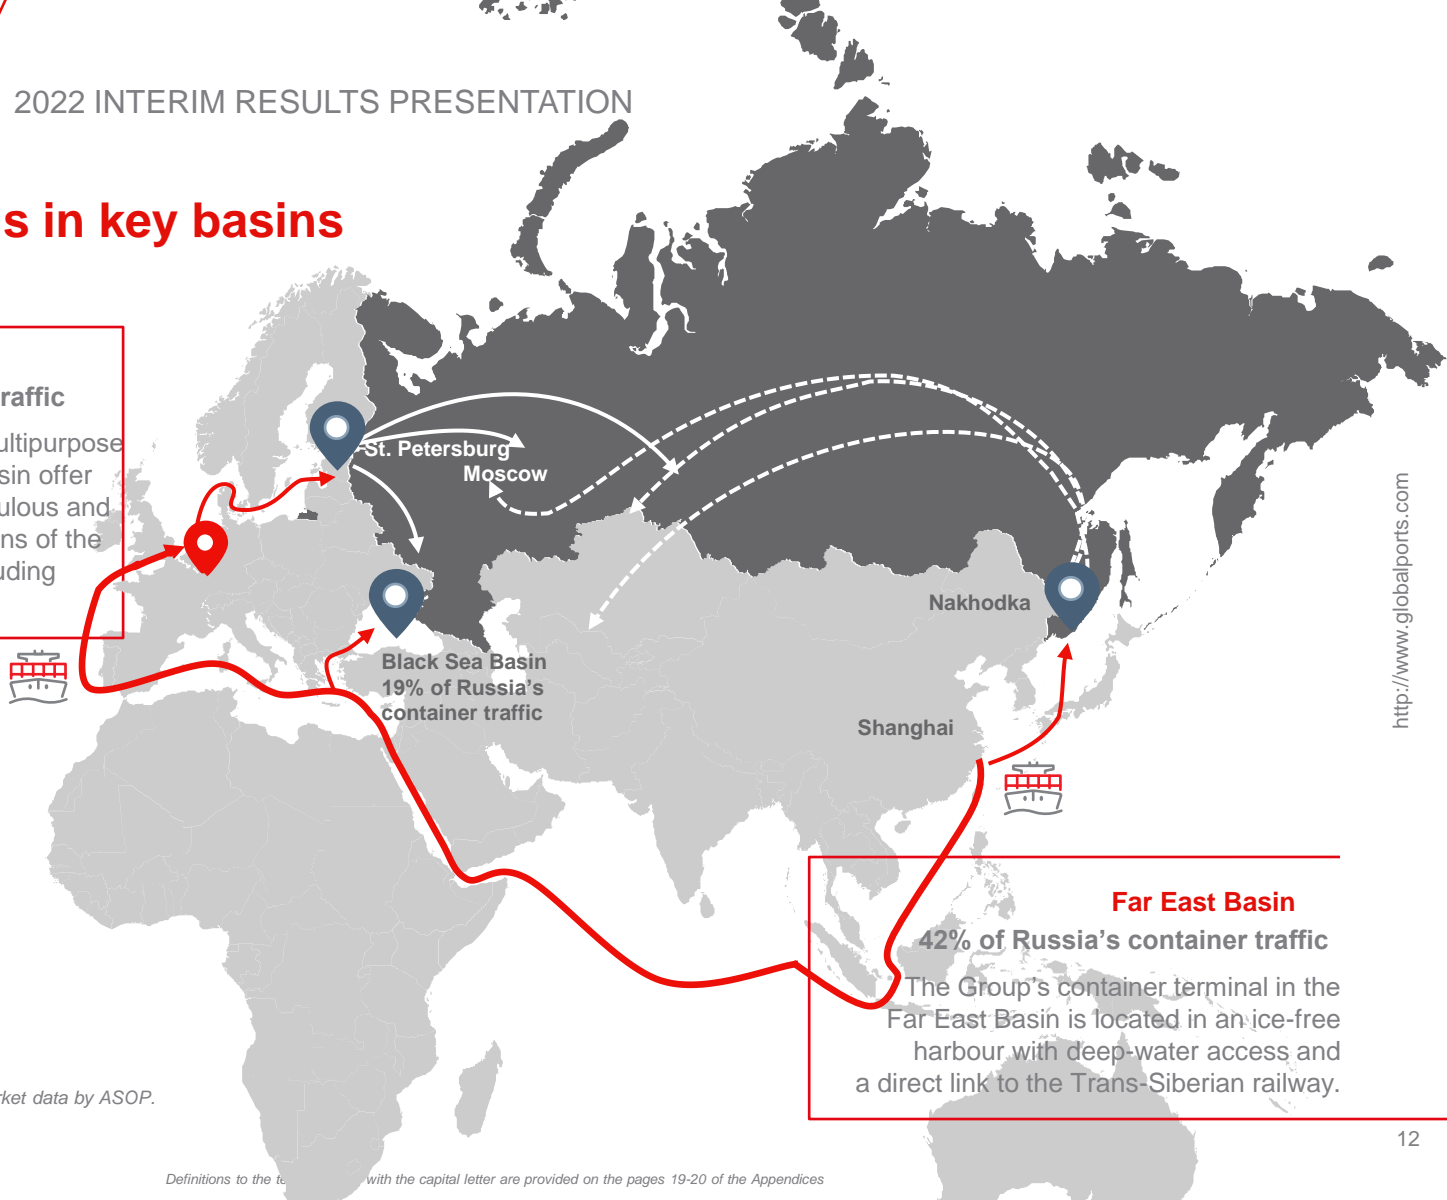 2022 INTERIM RESULTS PRESENTATION
s in key basins
raffic
ultipurpose
sin offer
ulous and
ns of the
uding
St. Petersburg
Moscow
Nakhodka
Black Sea Basin
19% of Russia’s
container traffic
Shanghai
http://www.globalports.com
Far East Basin
42% of Russia’s container traffic
The Group’s container terminal in the
Far East Basin is located in an ice-free
harbour with deep-water access and
a direct link to the Trans-Siberian railway.
rket data by ASOP.
12
Definitions to the te with the capital letter are provided on the pages 19-20 of the Appendices